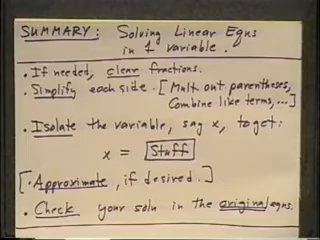 SUMMARY: Solving Linear Eqns
in 1 variable.
• If needed, clear fractions.
• Simplify each side. [Mult out parentheses,
Combine like terms, ...]
• Isolate the variable, say x, to get:
x = Stuff
[• Approximate, if desired.]
• Check your soln in the original eqns.